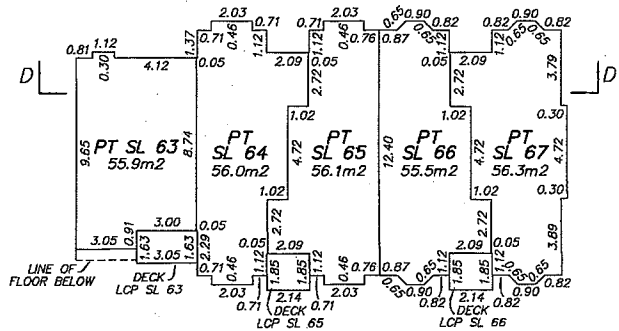 2.03 0.71 0.71 2.03 0.65 0.90 0.82 0.82 0.90 0.82
0.81 1.12 1.37 0.71 0.46 1.12 1.12 0.46 0.76 0.87 0.65 1.12 1.12 0.65 0.65
0.30 4.12 0.05 2.09 0.05 0.05 2.09
D D
2.72 2.72 3.79
1.02 1.02 0.30
PT SL 63
55.9m2
PT
SL 64
56.0m2
PT
SL 65
56.1m2
PT
SL 66
55.5m2
PT
SL 67
56.3m2
9.65 8.74 4.72 12.40 4.72 4.72
1.02 1.02 0.30
2.72 2.72 3.89
3.00 0.05
3.05 0.91 1.63 3.05 1.63 2.29
0.05 2.09 2.09 0.05
0.71 0.46 1.12 1.85 1.85 1.12 0.46 0.76 0.87 0.65 0.65 1.12 1.85 1.85 1.12 0.65 0.65
2.03 0.71 2.14 0.71 2.03 0.90 0.82 2.14 0.82 0.90 0.82
LINE OF
FLOOR BELOW
DECK
LCP SL 63
DECK
LCP SL 65
DECK
LCP SL 66